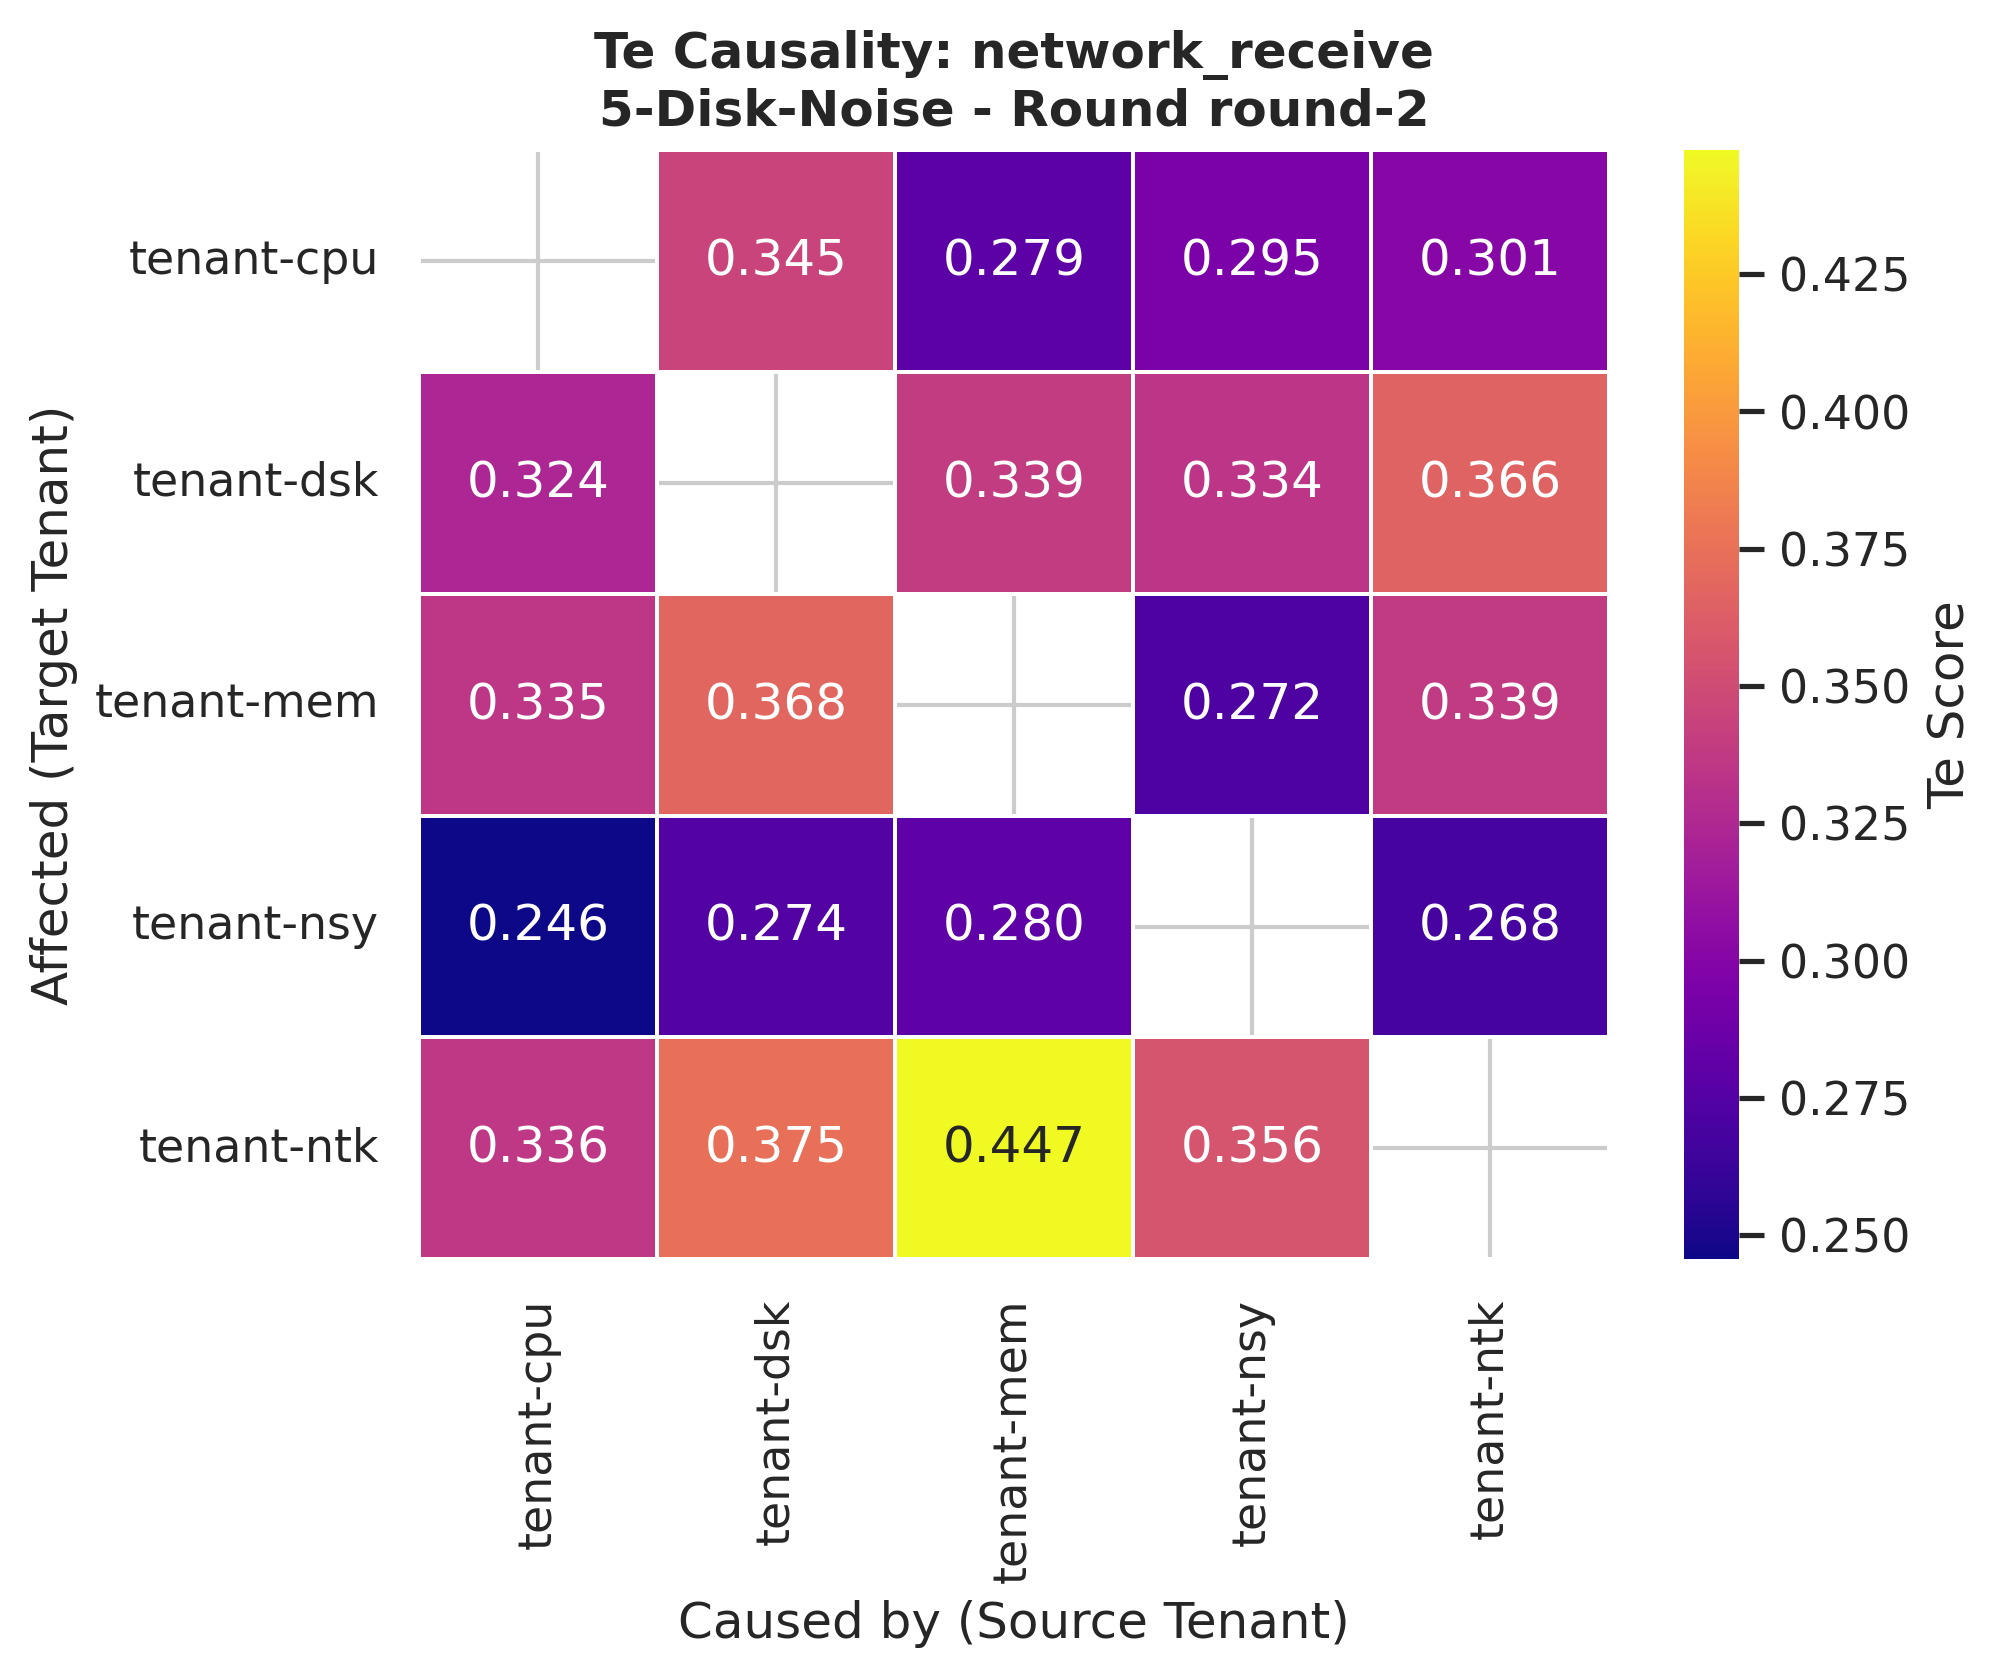 Te Causality: network_receive
5-Disk-Noise - Round round-2
Affected (Target Tenant)
tenant-cpu 0.345 0.279 0.295 0.301
tenant-dsk 0.324 0.339 0.334 0.366
tenant-mem 0.335 0.368 0.272 0.339
tenant-nsy 0.246 0.274 0.280 0.268
tenant-ntk 0.336 0.375 0.447 0.356
tenant-cpu
tenant-dsk
tenant-mem
tenant-nsy
tenant-ntk
Caused by (Source Tenant)
0.425
0.400
0.375
0.350
0.325
0.300
0.275
0.250
Te Score